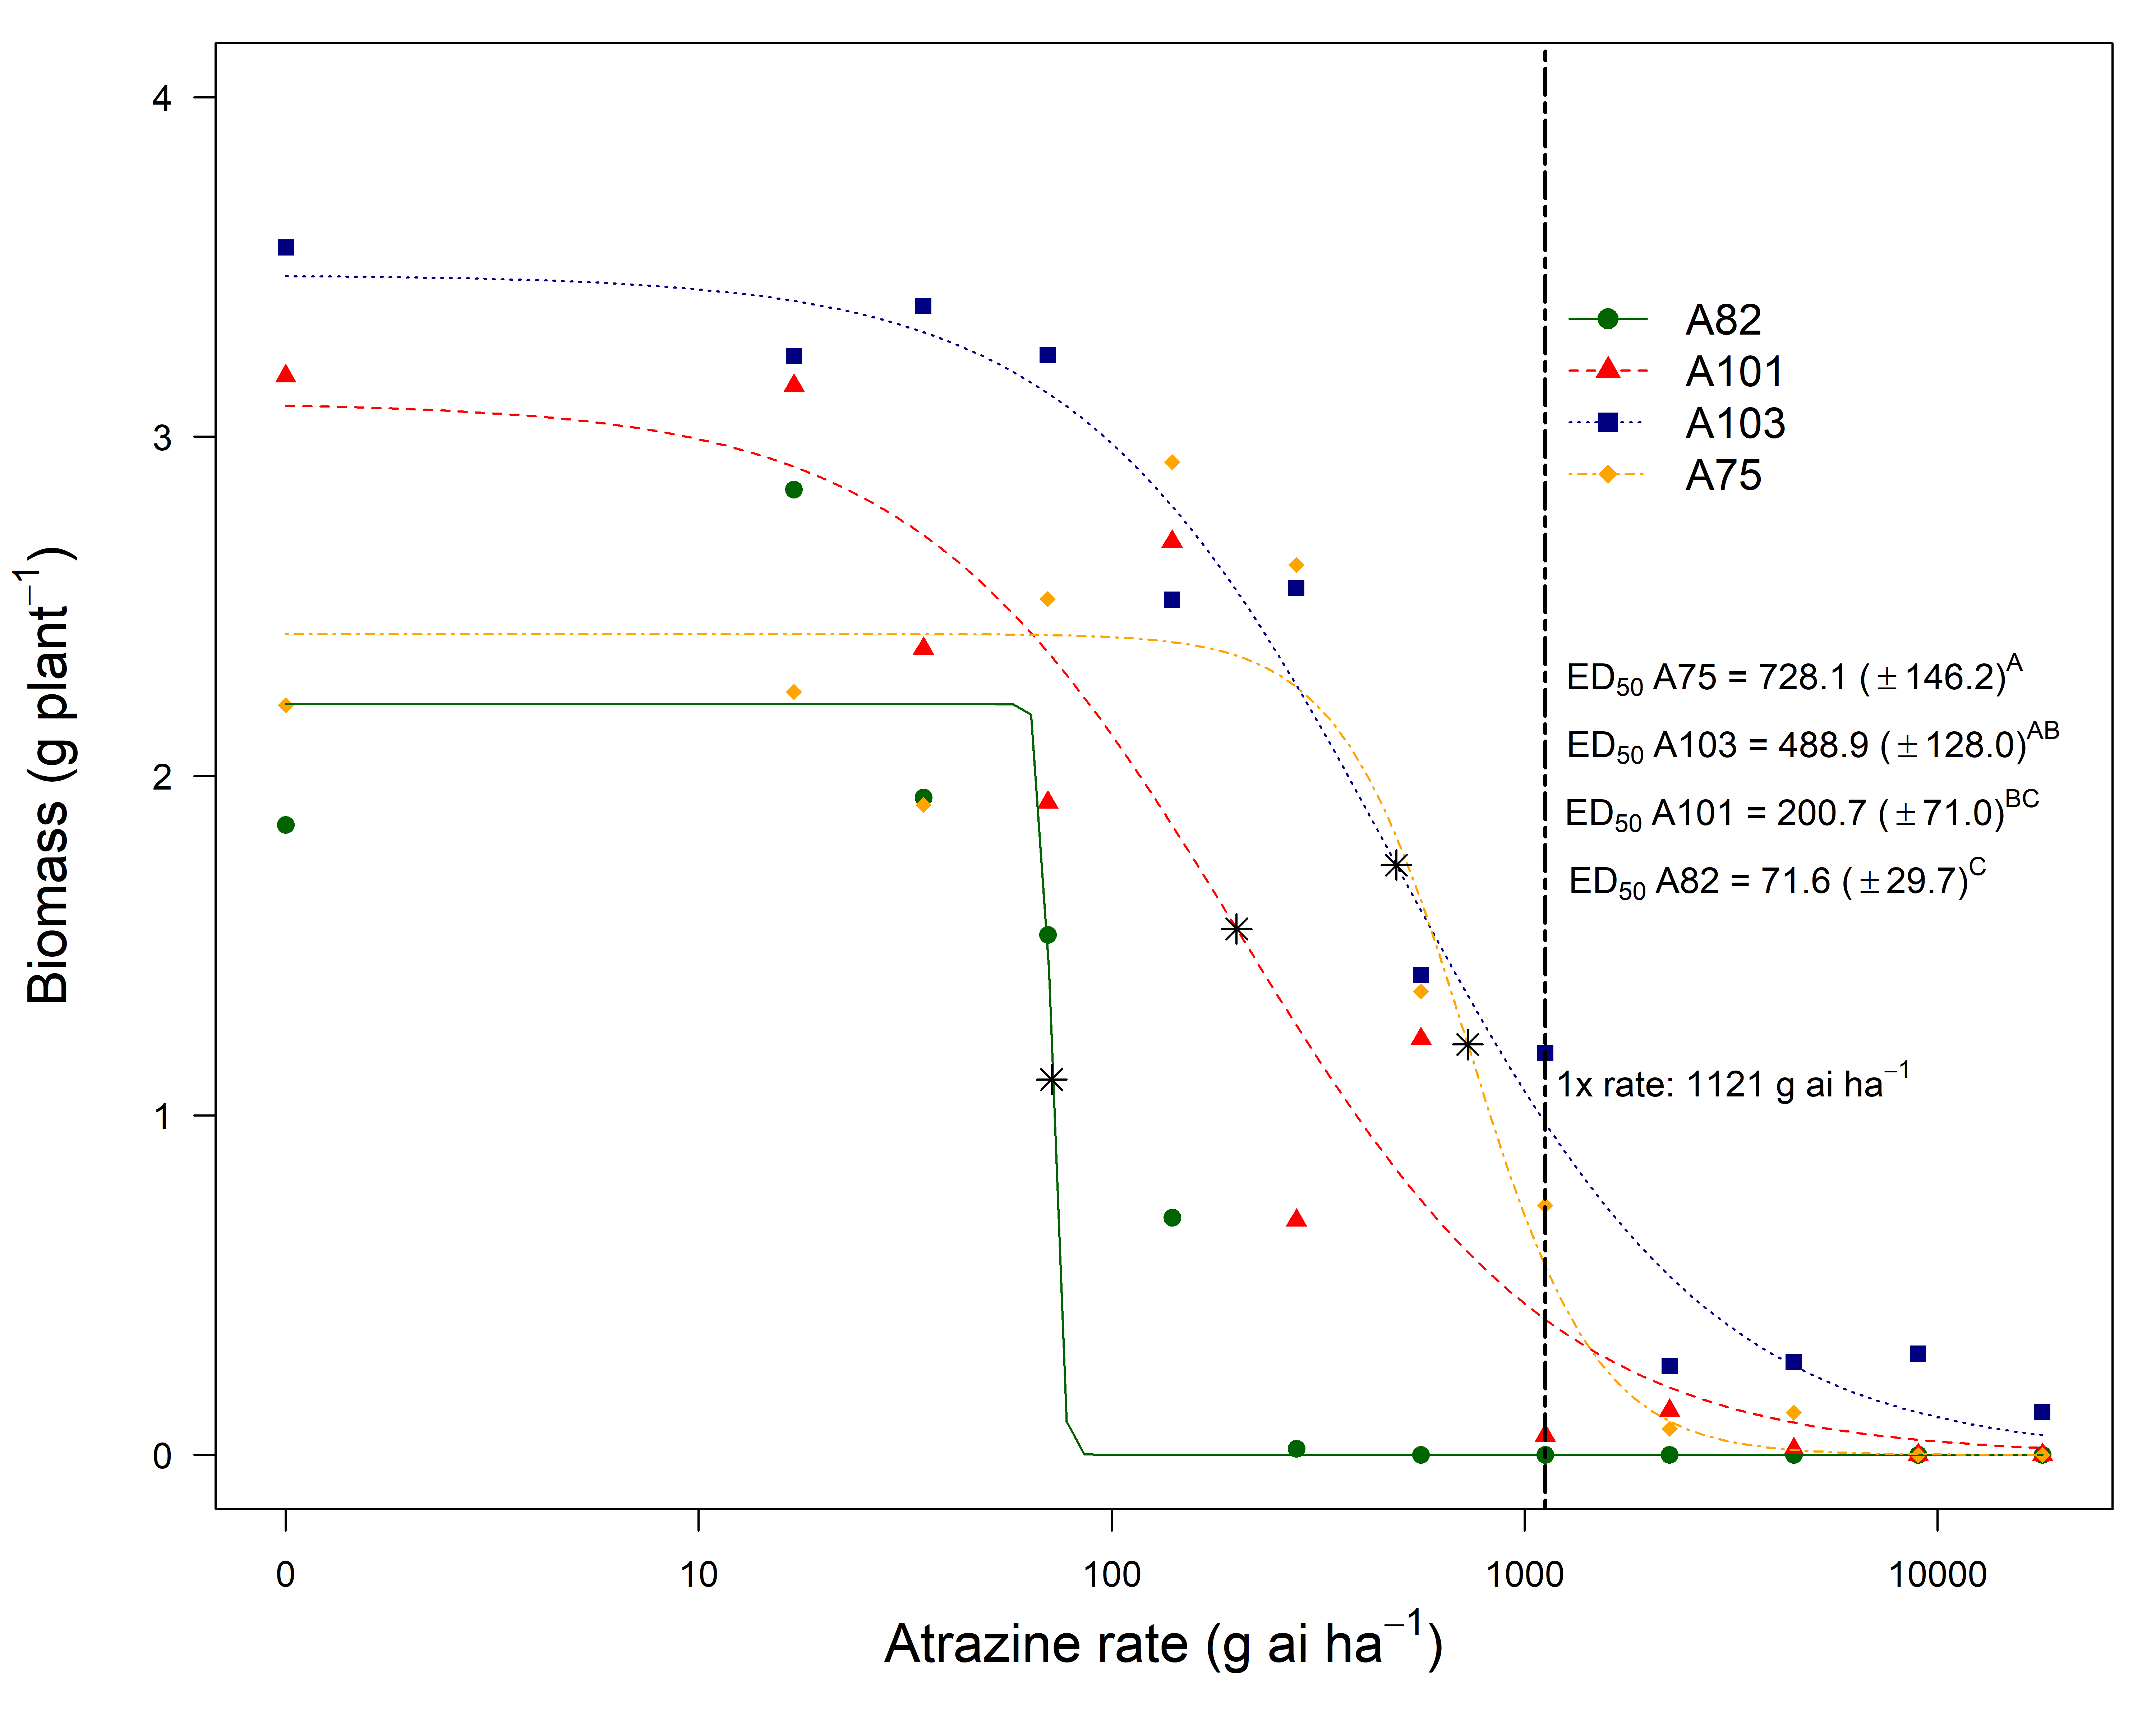 Biomass (g plant⁻¹)
4
3
2
1
0
A82
A101
A103
A75
ED₅₀ A75 = 728.1 (±146.2)ᴬ
ED₅₀ A103 = 488.9 (±128.0)ᴬᴮ
ED₅₀ A101 = 200.7 (±71.0)ᴮC
ED₅₀ A82 = 71.6 (±29.7)C
1x rate: 1121 g ai ha⁻¹
0 10 100 1000 10000
Atrazine rate (g ai ha⁻¹)